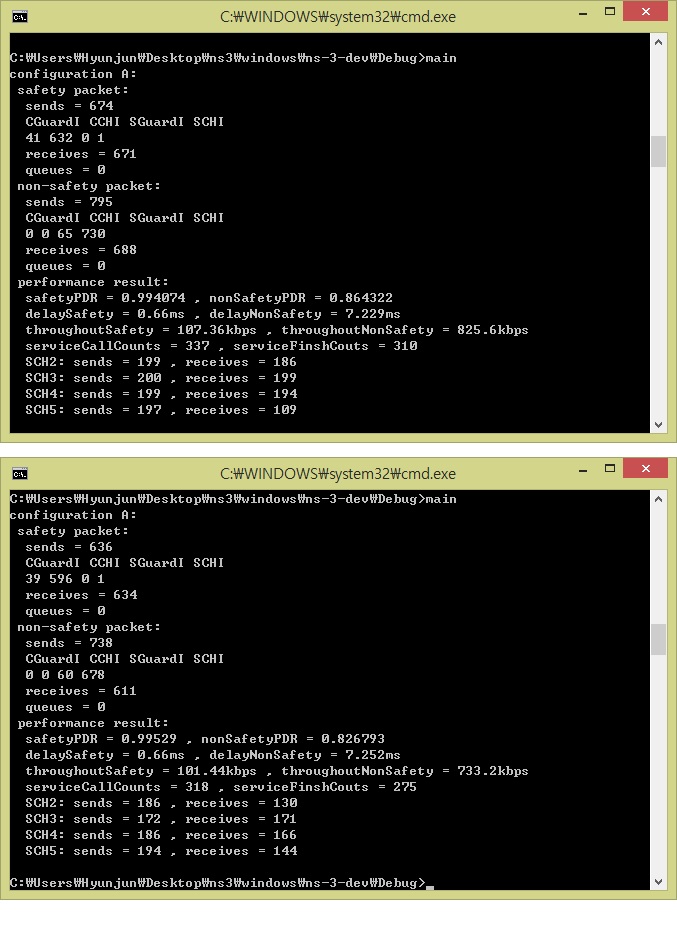 C:₩WINDOWS₩system32₩cmd.exe
C:₩Users₩Hyunjun₩Desktop₩ns3₩windows₩ns-3-dev₩Debug>main
configuration A:
safety packet:
sends = 674
CGuardI CCHI SGuardI SCHI
41 632 0 1
receives = 671
queues = 0
non-safety packet:
sends = 795
CGuardI CCHI SGuardI SCHI
0 0 65 730
receives = 688
queues = 0
performance result:
safetyPDR = 0.994074 , nonSafetyPDR = 0.864322
delaySafety = 0.66ms , delayNonSafety = 7.229ms
throughoutSafety = 107.36kbps , throughoutNonSafety = 825.6kbps
serviceCallCounts = 337 , serviceFinshCouts = 310
SCH2: sends = 199 , receives = 186
SCH3: sends = 200 , receives = 199
SCH4: sends = 199 , receives = 194
SCH5: sends = 197 , receives = 109
C:₩WINDOWS₩system32₩cmd.exe
C:₩Users₩Hyunjun₩Desktop₩ns3₩windows₩ns-3-dev₩Debug>main
configuration A:
safety packet:
sends = 636
CGuardI CCHI SGuardI SCHI
39 596 0 1
receives = 634
queues = 0
non-safety packet:
sends = 738
CGuardI CCHI SGuardI SCHI
0 0 60 678
receives = 611
queues = 0
performance result:
safetyPDR = 0.99529 , nonSafetyPDR = 0.826793
delaySafety = 0.66ms , delayNonSafety = 7.252ms
throughoutSafety = 101.44kbps , throughoutNonSafety = 733.2kbps
serviceCallCounts = 318 , serviceFinshCouts = 275
SCH2: sends = 186 , receives = 130
SCH3: sends = 172 , receives = 171
SCH4: sends = 186 , receives = 166
SCH5: sends = 194 , receives = 144
C:₩Users₩Hyunjun₩Desktop₩ns3₩windows₩ns-3-dev₩Debug>